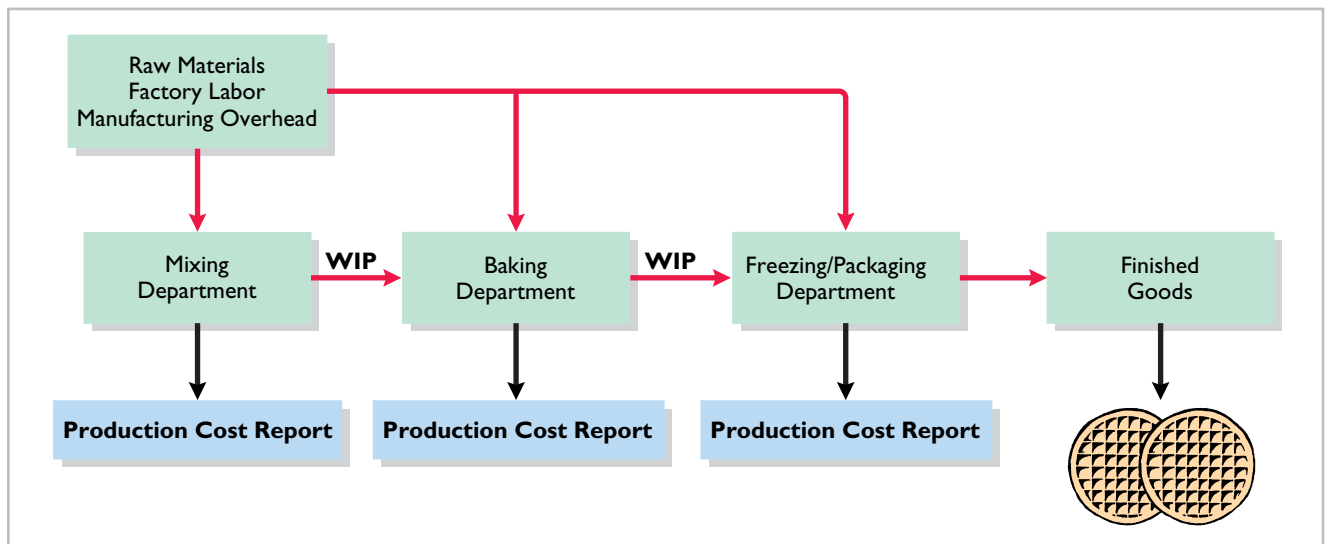 Raw Materials
Factory Labor
Manufacturing Overhead
Mixing
Department
WIP
Baking
Department
WIP
Freezing/Packaging
Department
Finished
Goods
Production Cost Report
Production Cost Report
Production Cost Report